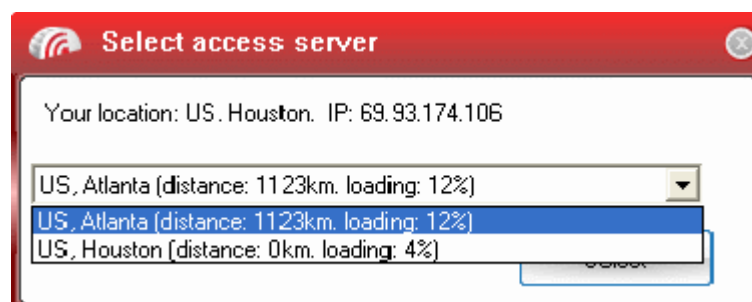 Select access server
Your location: US. Houston.  IP: 69.93.174.106
US, Atlanta (distance: 1123km. loading: 12%)
US, Atlanta (distance: 1123km. loading: 12%)
US, Houston (distance: 0km. loading: 4%)